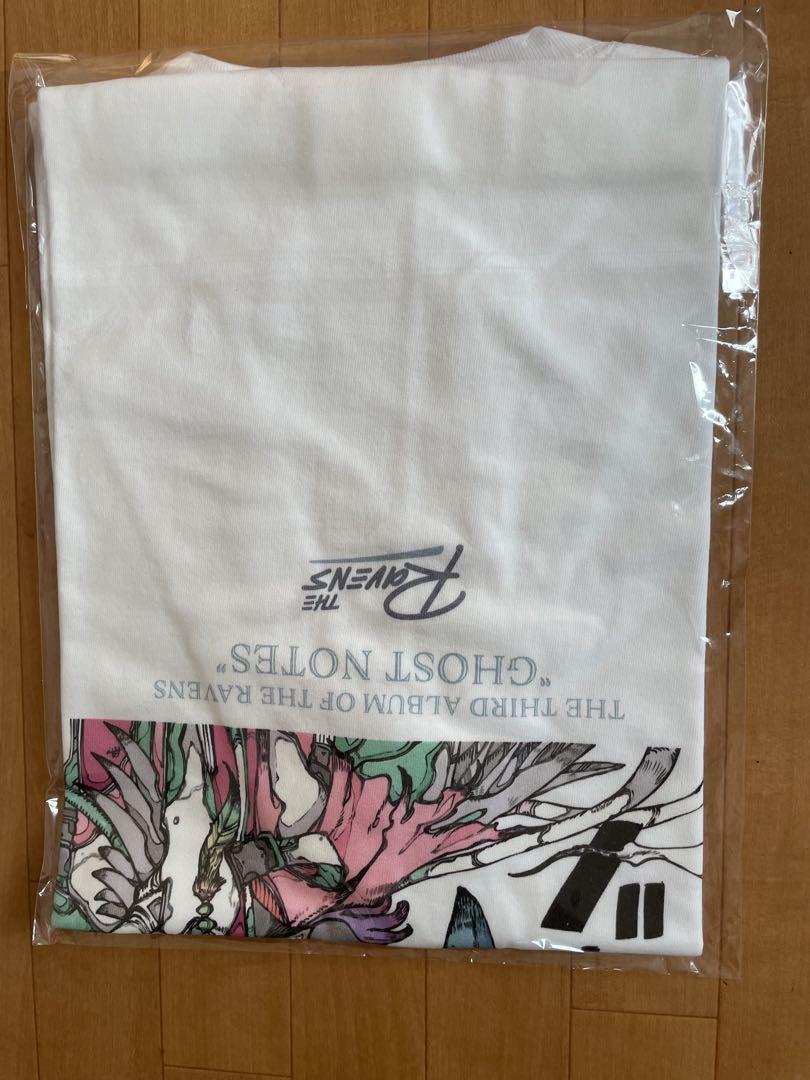 THE THIRD ALBUM OF THE RAVENS
"GHOST NOTES"
THE
RAVENS